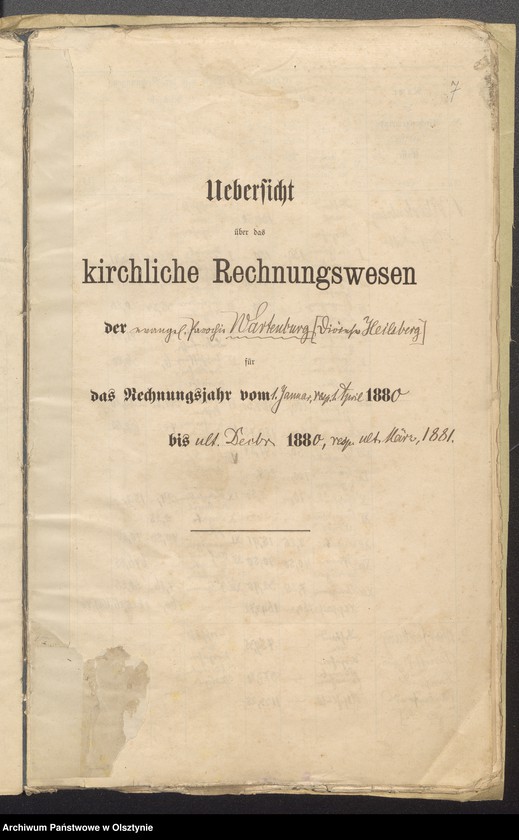 7
Uebersicht
über das
kirchliche Rechnungswesen
der evangel. Parochie Wartenburg [Diöcese Heilsberg]
für
das Rechnungsjahr vom 1. Januar, resp. 1. April 1880
bis ult. Decbr 1880, resp. ult. März, 1881.
Archiwum Państwowe w Olsztynie